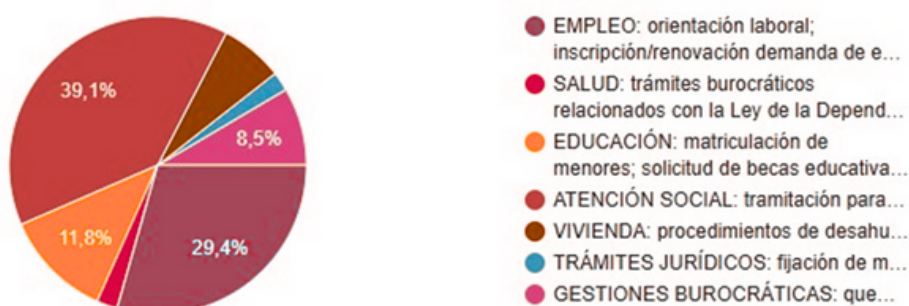 39,1%
8,5%
11,8%
29,4%
EMPLEO: orientación laboral;
inscripción/renovación demanda de e...
SALUD: trámites burocráticos
relacionados con la Ley de la Depend...
EDUCACIÓN: matriculación de
menores; solicitud de becas educativa...
ATENCIÓN SOCIAL: tramitación para...
VIVIENDA: procedimientos de desahu...
TRÁMITES JURÍDICOS: fijación de m...
GESTIONES BUROCRÁTICAS: que...